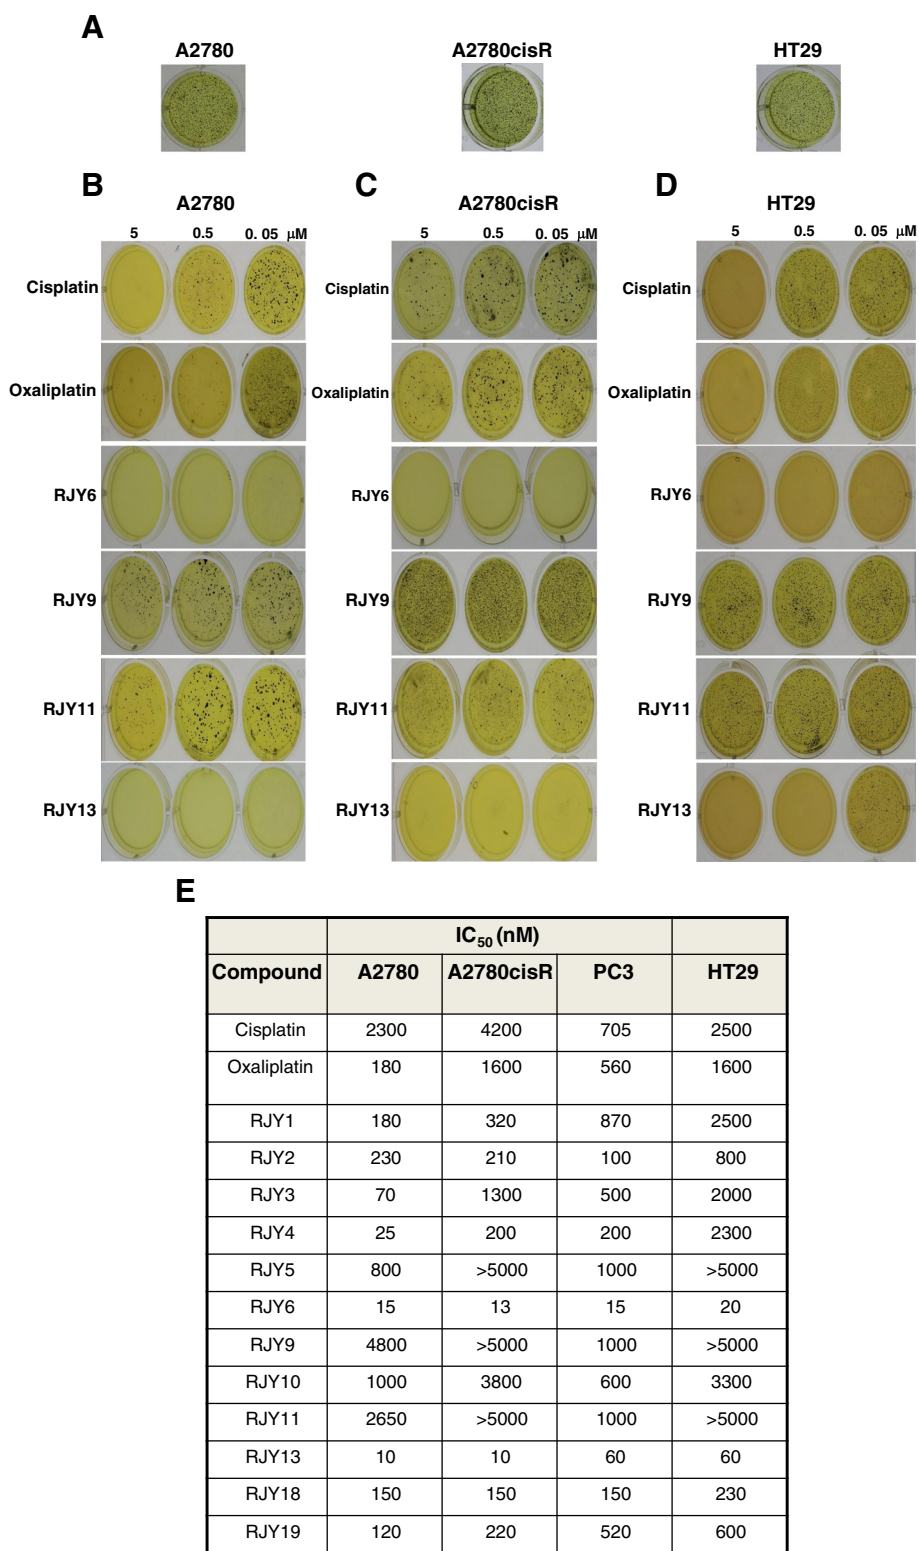 A
A2780 A2780cisR HT29
B C D
A2780 A2780cisR HT29
5 0.5 0. 05 μM 5 0.5 0. 05 μM 5 0.5 0. 05 μM
Cisplatin Cisplatin Cisplatin
Oxaliplatin Oxaliplatin Oxaliplatin
RJY6 RJY6 RJY6
RJY9 RJY9 RJY9
RJY11 RJY11 RJY11
RJY13 RJY13 RJY13
E
IC50 (nM)
Compound A2780 A2780cisR PC3 HT29
Cisplatin 2300 4200 705 2500
Oxaliplatin 180 1600 560 1600
RJY1 180 320 870 2500
RJY2 230 210 100 800
RJY3 70 1300 500 2000
RJY4 25 200 200 2300
RJY5 800 >5000 1000 >5000
RJY6 15 13 15 20
RJY9 4800 >5000 1000 >5000
RJY10 1000 3800 600 3300
RJY11 2650 >5000 1000 >5000
RJY13 10 10 60 60
RJY18 150 150 150 230
RJY19 120 220 520 600